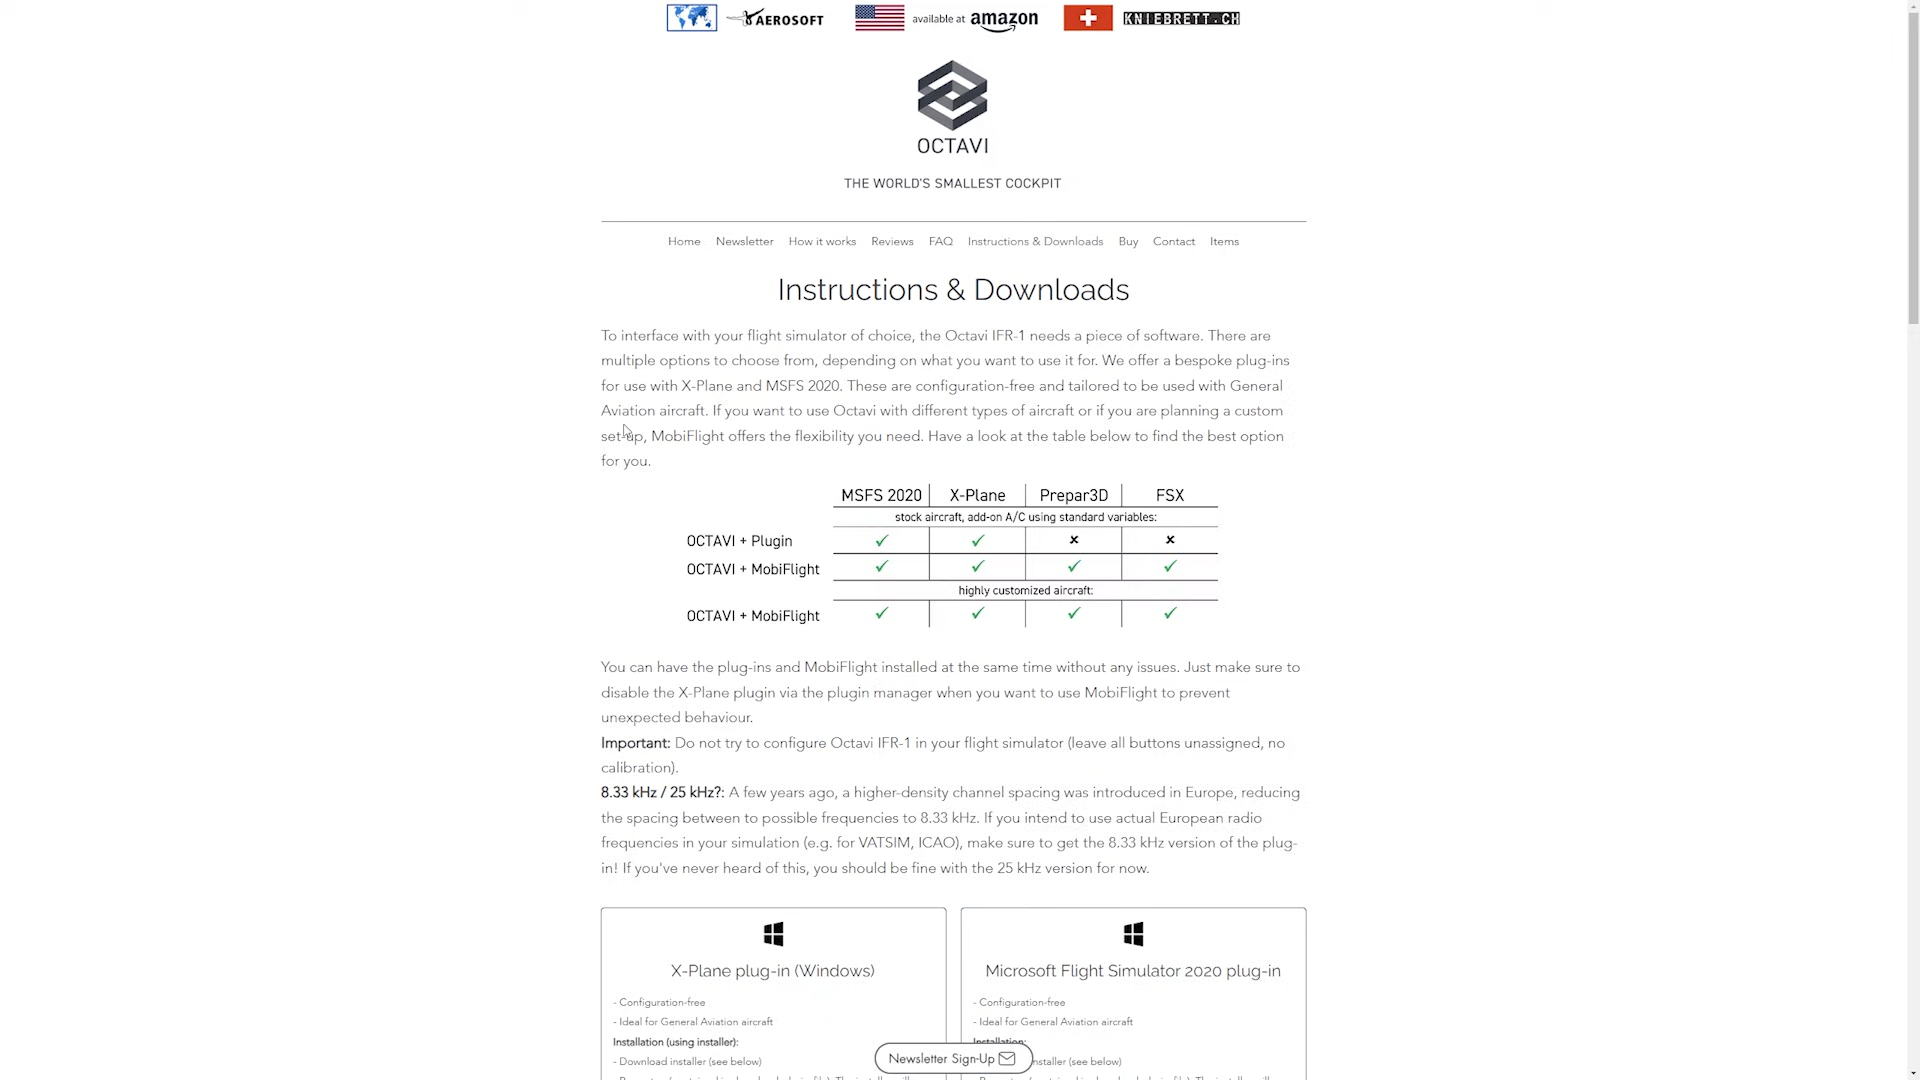 AEROSOFT available at amazon KNIEBRETT.CH
OCTAVI
THE WORLD'S SMALLEST COCKPIT
Home Newsletter How it works Reviews FAQ Instructions & Downloads Buy Contact Items
Instructions & Downloads
To interface with your flight simulator of choice, the Octavi IFR-1 needs a piece of software. There are
multiple options to choose from, depending on what you want to use it for. We offer a bespoke plug-ins
for use with X-Plane and MSFS 2020. These are configuration-free and tailored to be used with General
Aviation aircraft. If you want to use Octavi with different types of aircraft or if you are planning a custom
set-up, MobiFlight offers the flexibility you need. Have a look at the table below to find the best option
for you.
MSFS 2020 X-Plane Prepar3D FSX
stock aircraft, add-on A/C using standard variables:
OCTAVI + Plugin ✓ ✓ × ×
OCTAVI + MobiFlight ✓ ✓ ✓ ✓
highly customized aircraft:
OCTAVI + MobiFlight ✓ ✓ ✓ ✓
You can have the plug-ins and MobiFlight installed at the same time without any issues. Just make sure to
disable the X-Plane plugin via the plugin manager when you want to use MobiFlight to prevent
unexpected behaviour.
Important: Do not try to configure Octavi IFR-1 in your flight simulator (leave all buttons unassigned, no
calibration).
8.33 kHz / 25 kHz?: A few years ago, a higher-density channel spacing was introduced in Europe, reducing
the spacing between to possible frequencies to 8.33 kHz. If you intend to use actual European radio
frequencies in your simulation (e.g. for VATSIM, ICAO), make sure to get the 8.33 kHz version of the plug-
in! If you've never heard of this, you should be fine with the 25 kHz version for now.
X-Plane plug-in (Windows)
- Configuration-free
- Ideal for General Aviation aircraft
Installation (using installer):
- Download installer (see below)
Microsoft Flight Simulator 2020 plug-in
- Configuration-free
- Ideal for General Aviation aircraft
Installation:
nstaller (see below)
Newsletter Sign-Up